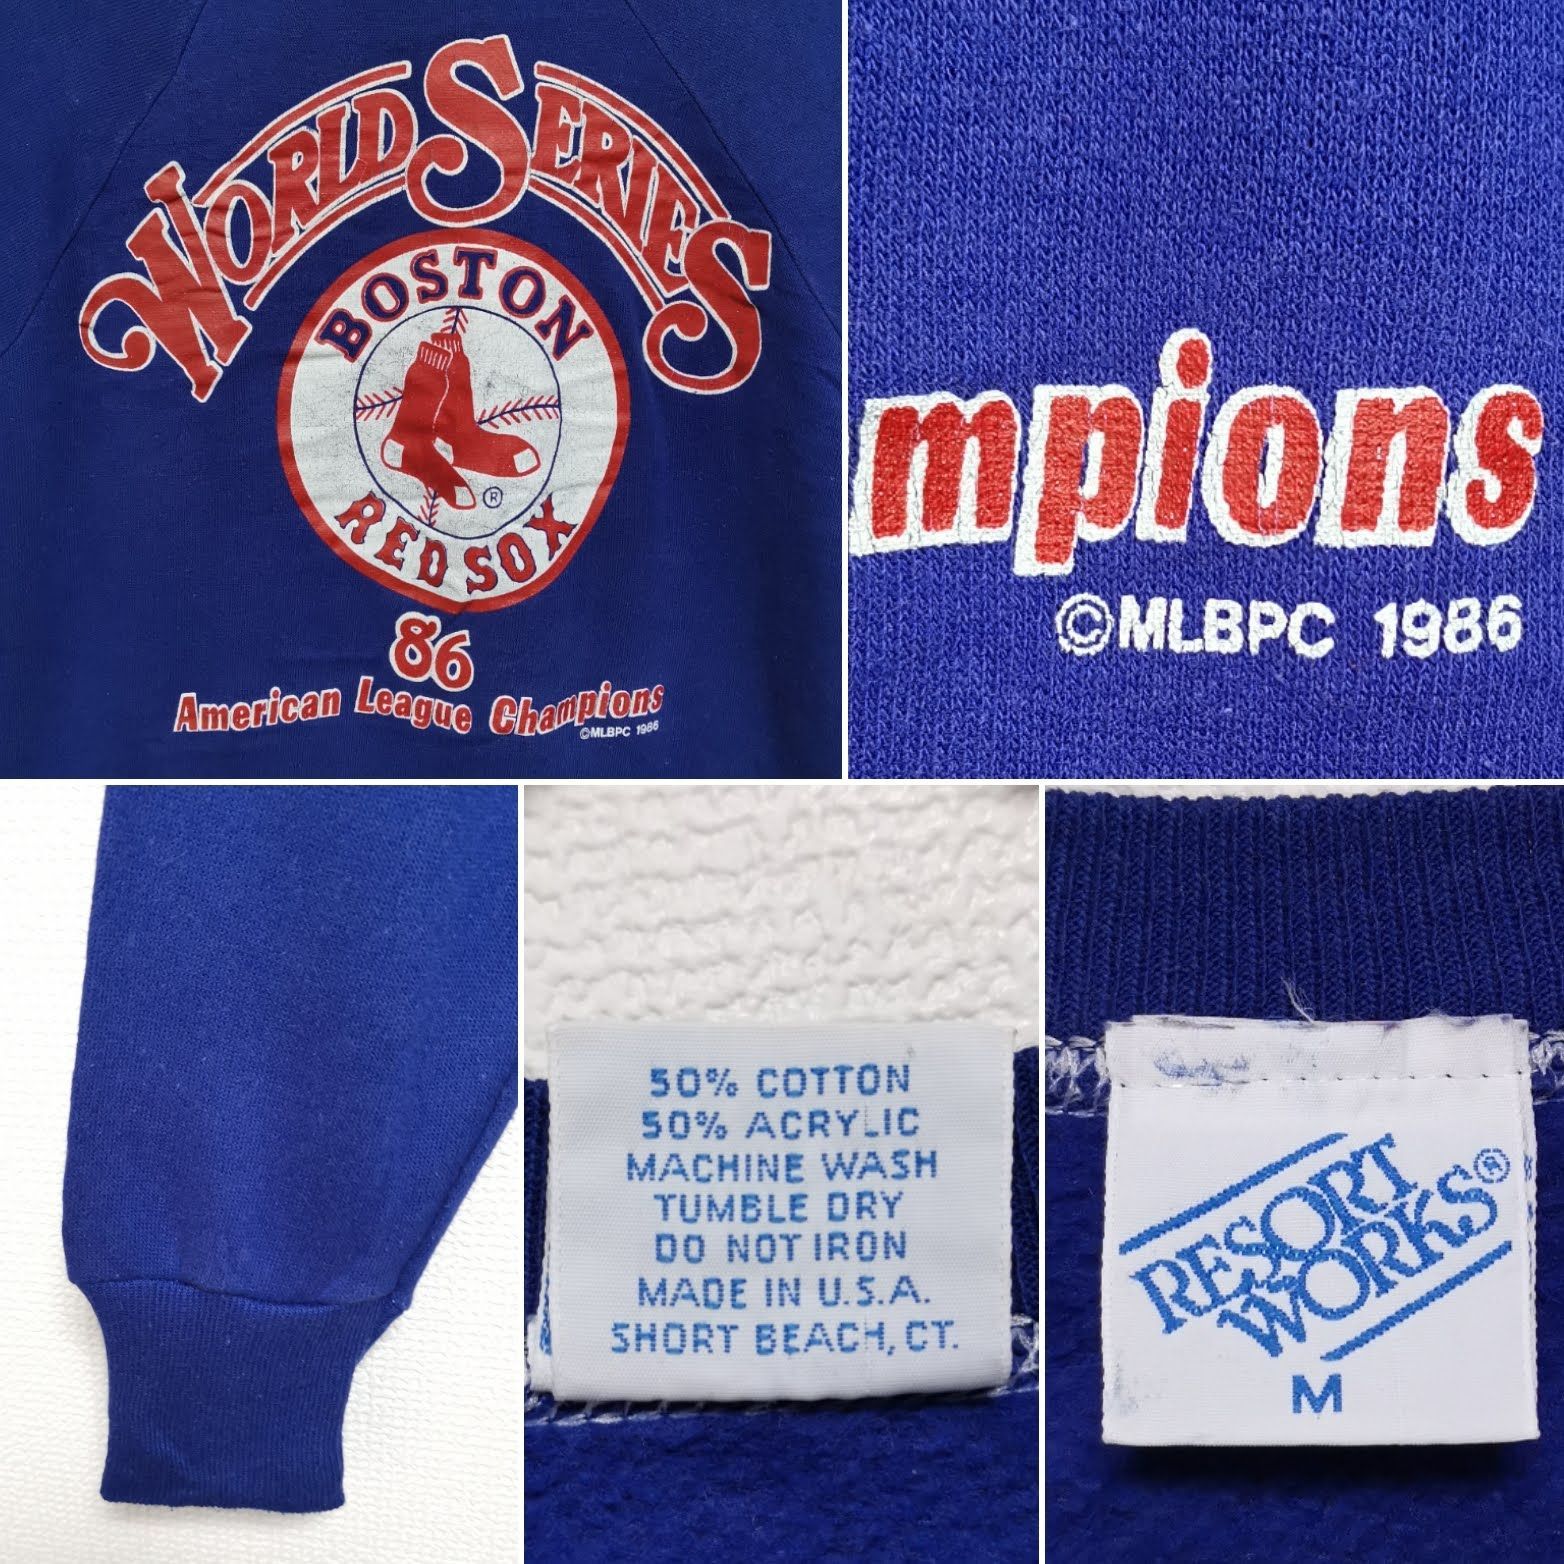 WORLD SERIES
BOSTON
RED SOX
®
86
American League Champions
©MLBPC 1986
mpions
©MLBPC 1986
50% COTTON
50% ACRYLIC
MACHINE WASH
TUMBLE DRY
DO NOT IRON
MADE IN U.S.A.
SHORT BEACH, CT.
RESORT
WORKS®
M